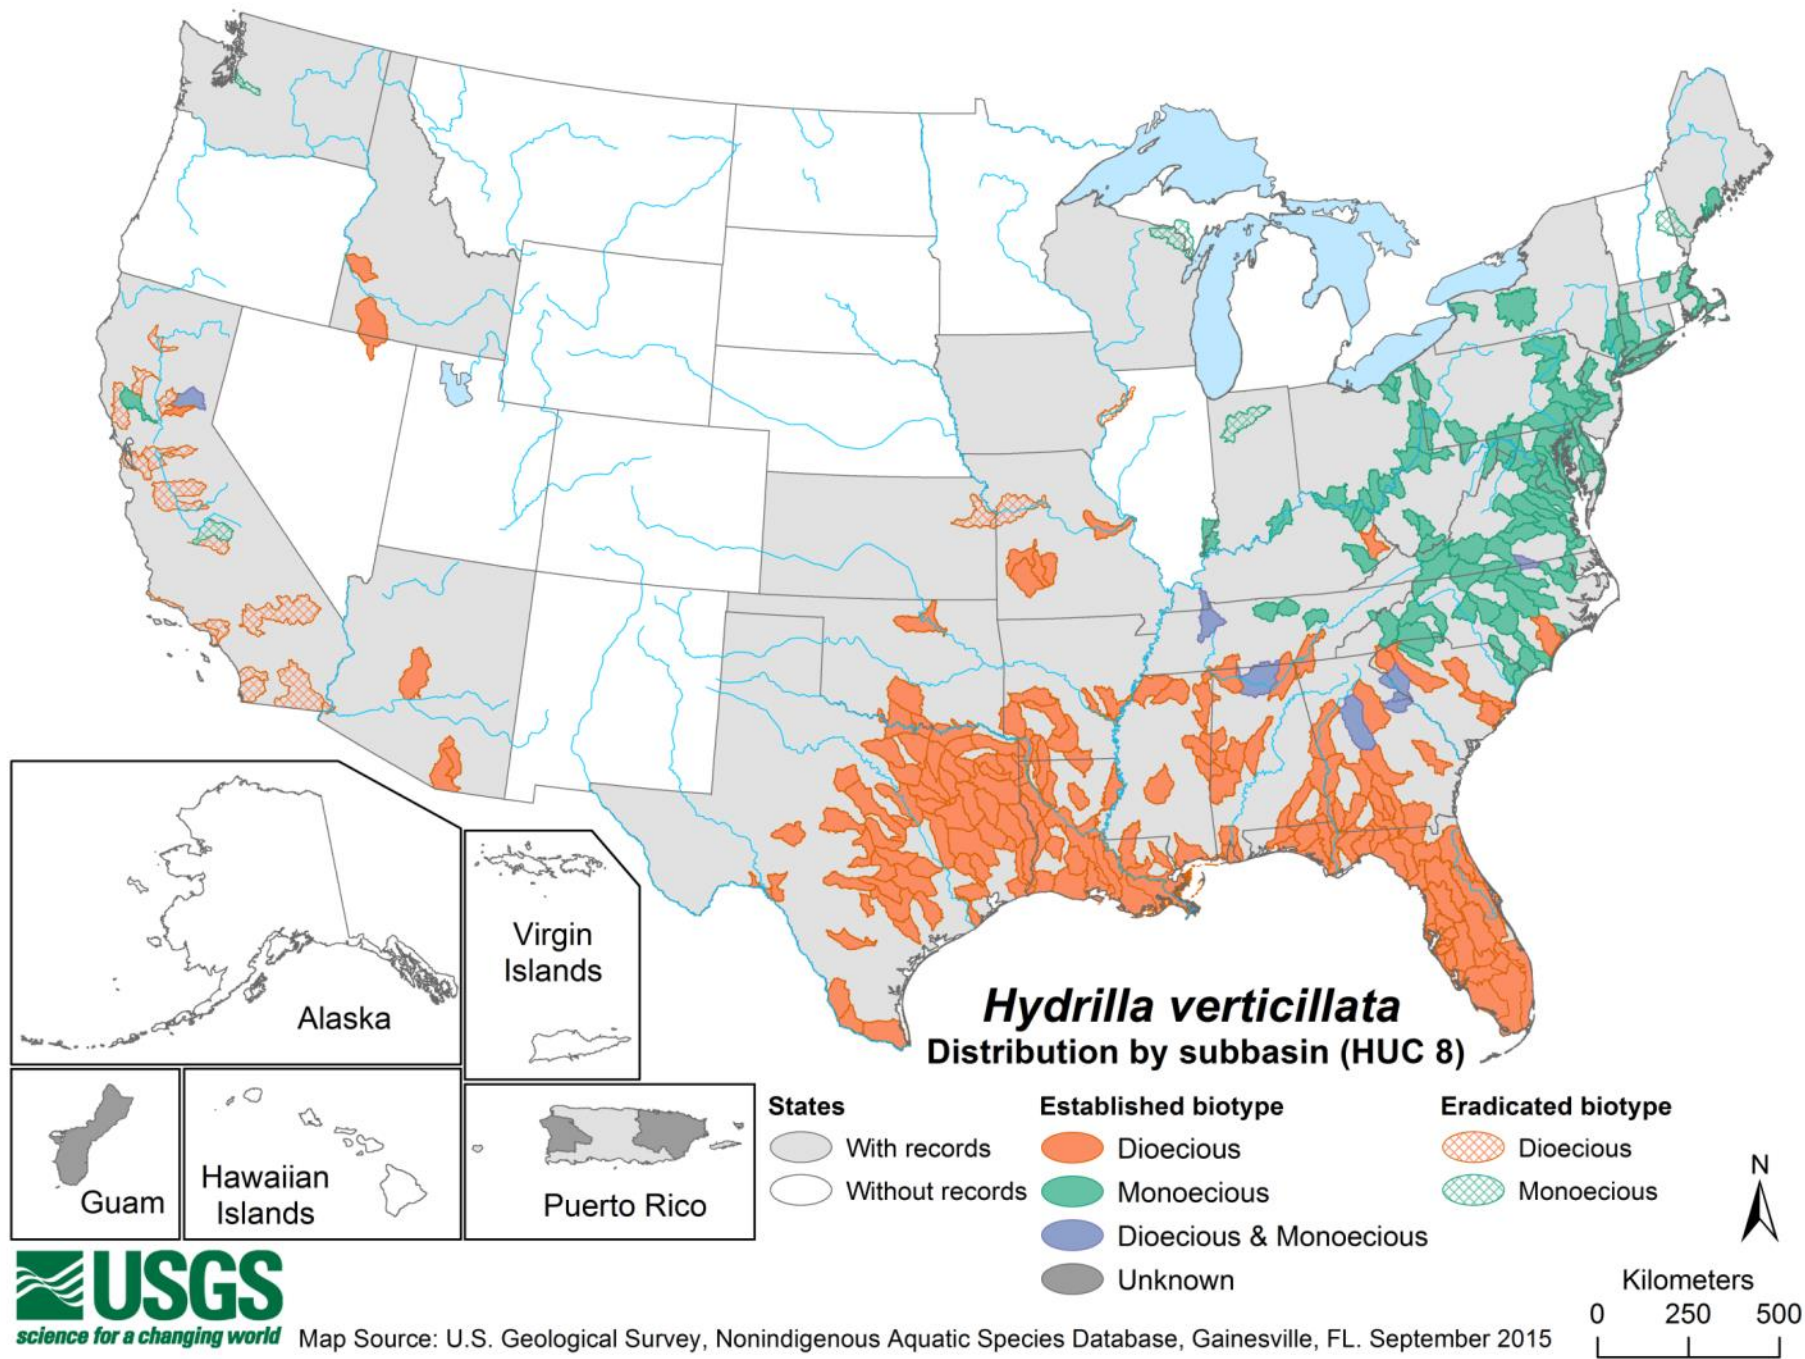 Hydrilla verticillata
Distribution by subbasin (HUC 8)
Alaska
Virgin
Islands
Guam
Hawaiian
Islands
Puerto Rico
States
With records
Without records
Established biotype
Dioecious
Monoecious
Dioecious & Monoecious
Unknown
Eradicated biotype
Dioecious
Monoecious
N
Kilometers
0 250 500
USGS
science for a changing world
Map Source: U.S. Geological Survey, Nonindigenous Aquatic Species Database, Gainesville, FL. September 2015